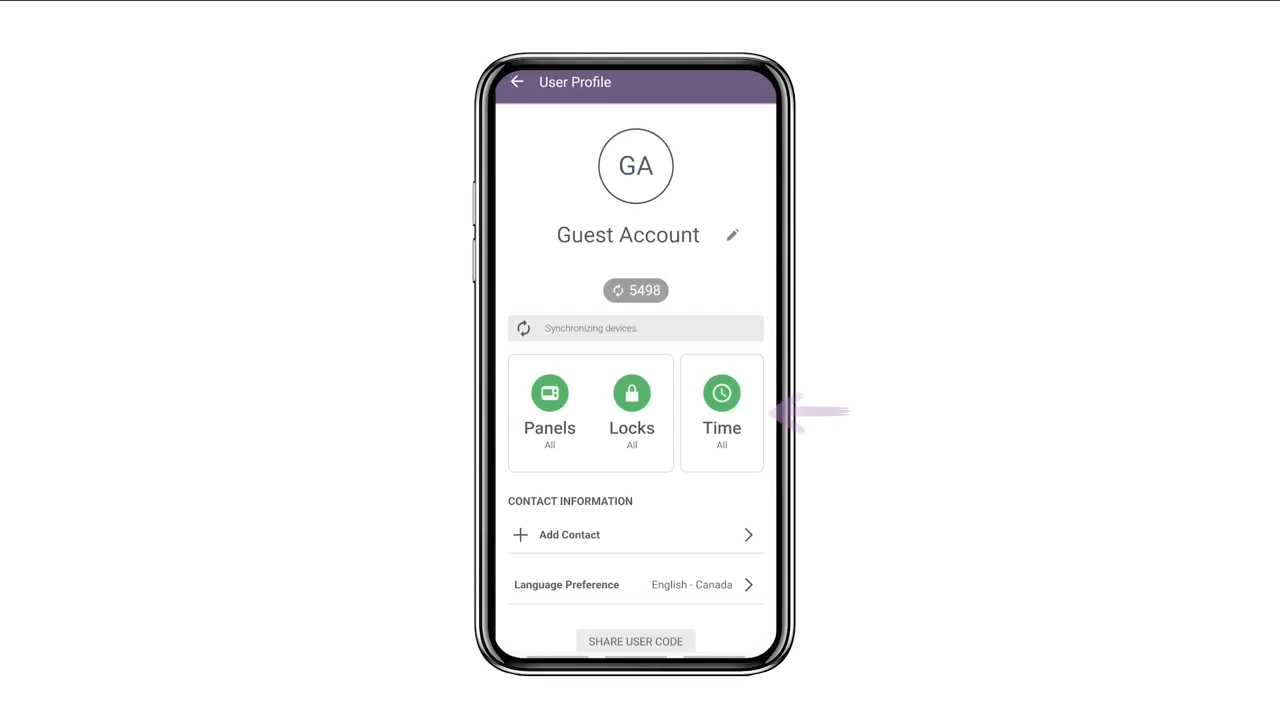 User Profile
GA
Guest Account
5498
Synchronizing devices.
Panels Locks Time
All All All
CONTACT INFORMATION
Add Contact
Language Preference English - Canada
SHARE USER CODE